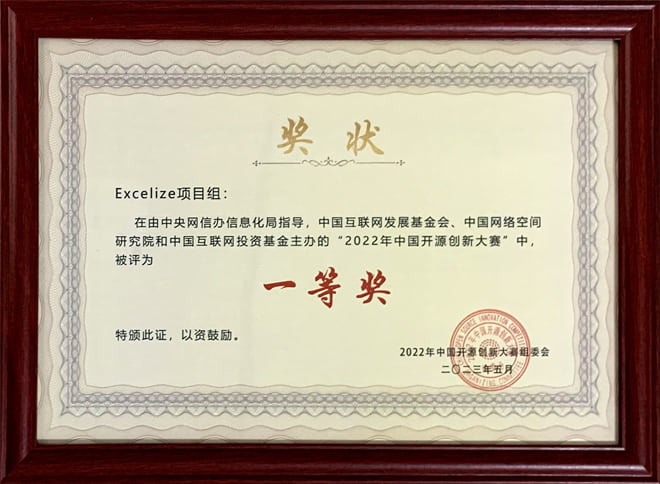 奖 状
Excelize项目组：
在由中央网信办信息化局指导，中国互联网发展基金会、中国网络空间
研究院和中国互联网投资基金主办的“2022年中国开源创新大赛”中，
被评为
一等奖
特颁此证，以资鼓励。
2022年中国开源创新大赛组委会
二〇二三年五月